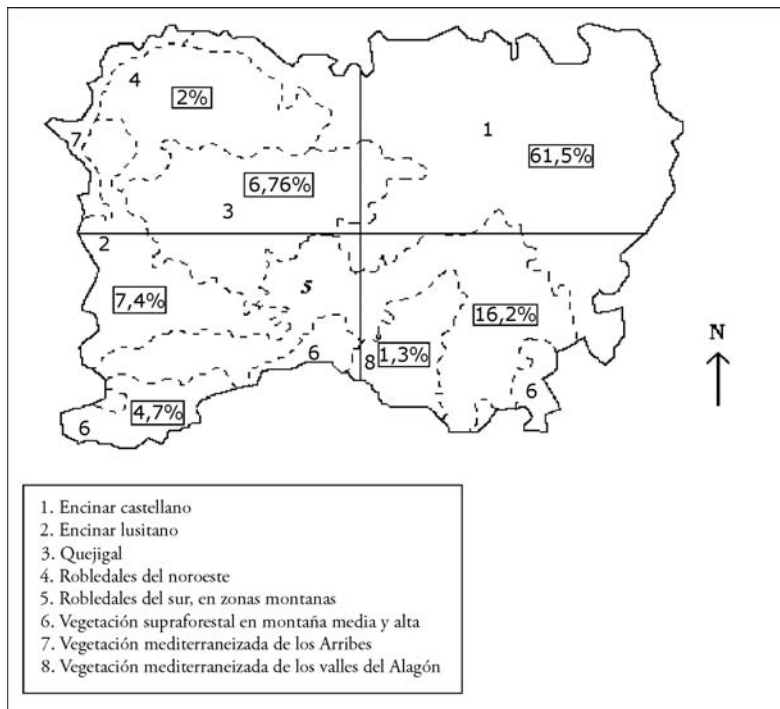 4
2%
1
7
61,5%
6,76%
3
2
5
7,4%
16,2%
N
6
8
1,3%
6
4,7%
6
1. Encinar castellano
2. Encinar lusitano
3. Quejigal
4. Robledales del noroeste
5. Robledales del sur, en zonas montanas
6. Vegetación supraforestal en montaña media y alta
7. Vegetación mediterraneizada de los Arribes
8. Vegetación mediterraneizada de los valles del Alagón